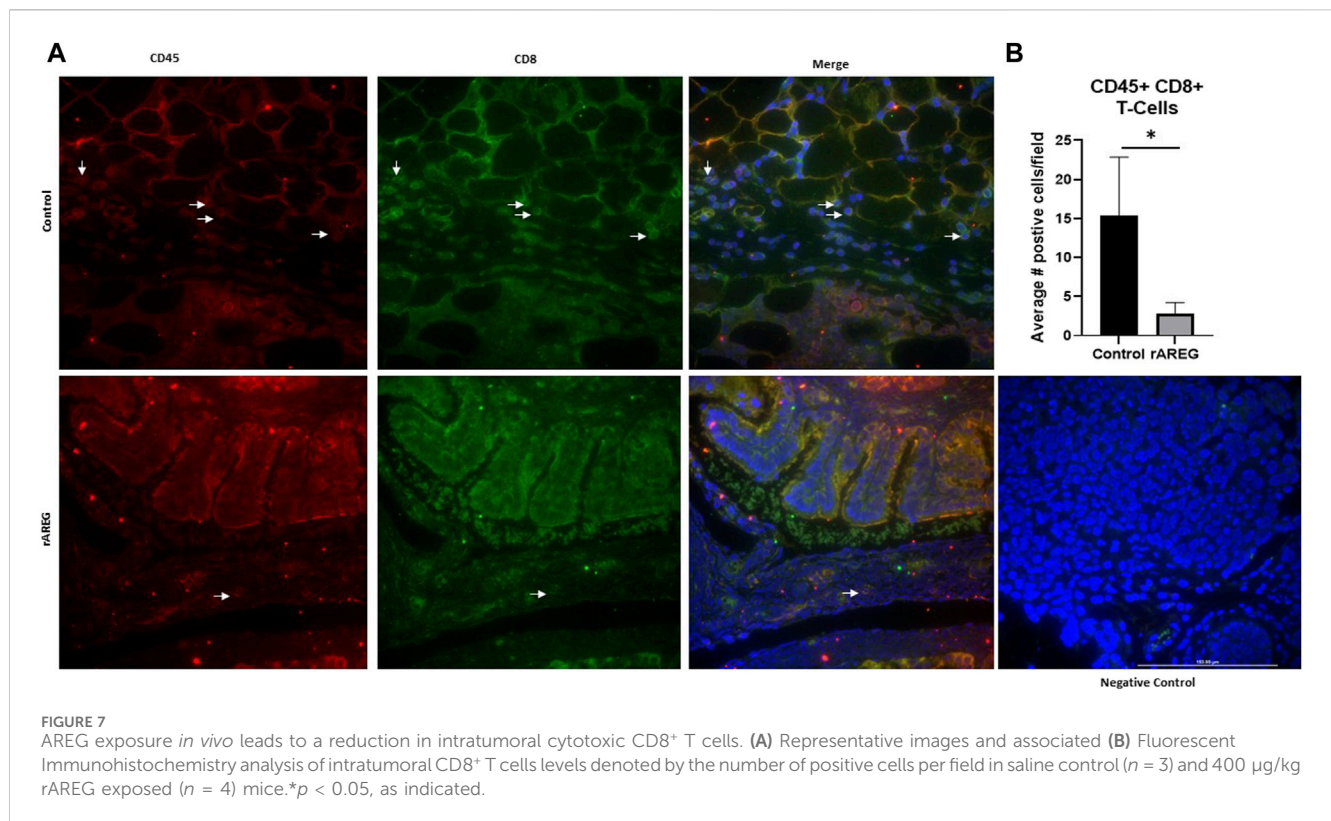 A
CD45
CD8
Merge
Control
rAREG
B
CD45+ CD8+
T-Cells
Average # postive cells/field
25
20
15
10
5
0
*
Control rAREG
Negative Control
FIGURE 7
AREG exposure in vivo leads to a reduction in intratumoral cytotoxic CD8⁺ T cells. (A) Representative images and associated (B) Fluorescent
Immunohistochemistry analysis of intratumoral CD8⁺ T cells levels denoted by the number of positive cells per field in saline control (n = 3) and 400 µg/kg
rAREG exposed (n = 4) mice.*p < 0.05, as indicated.